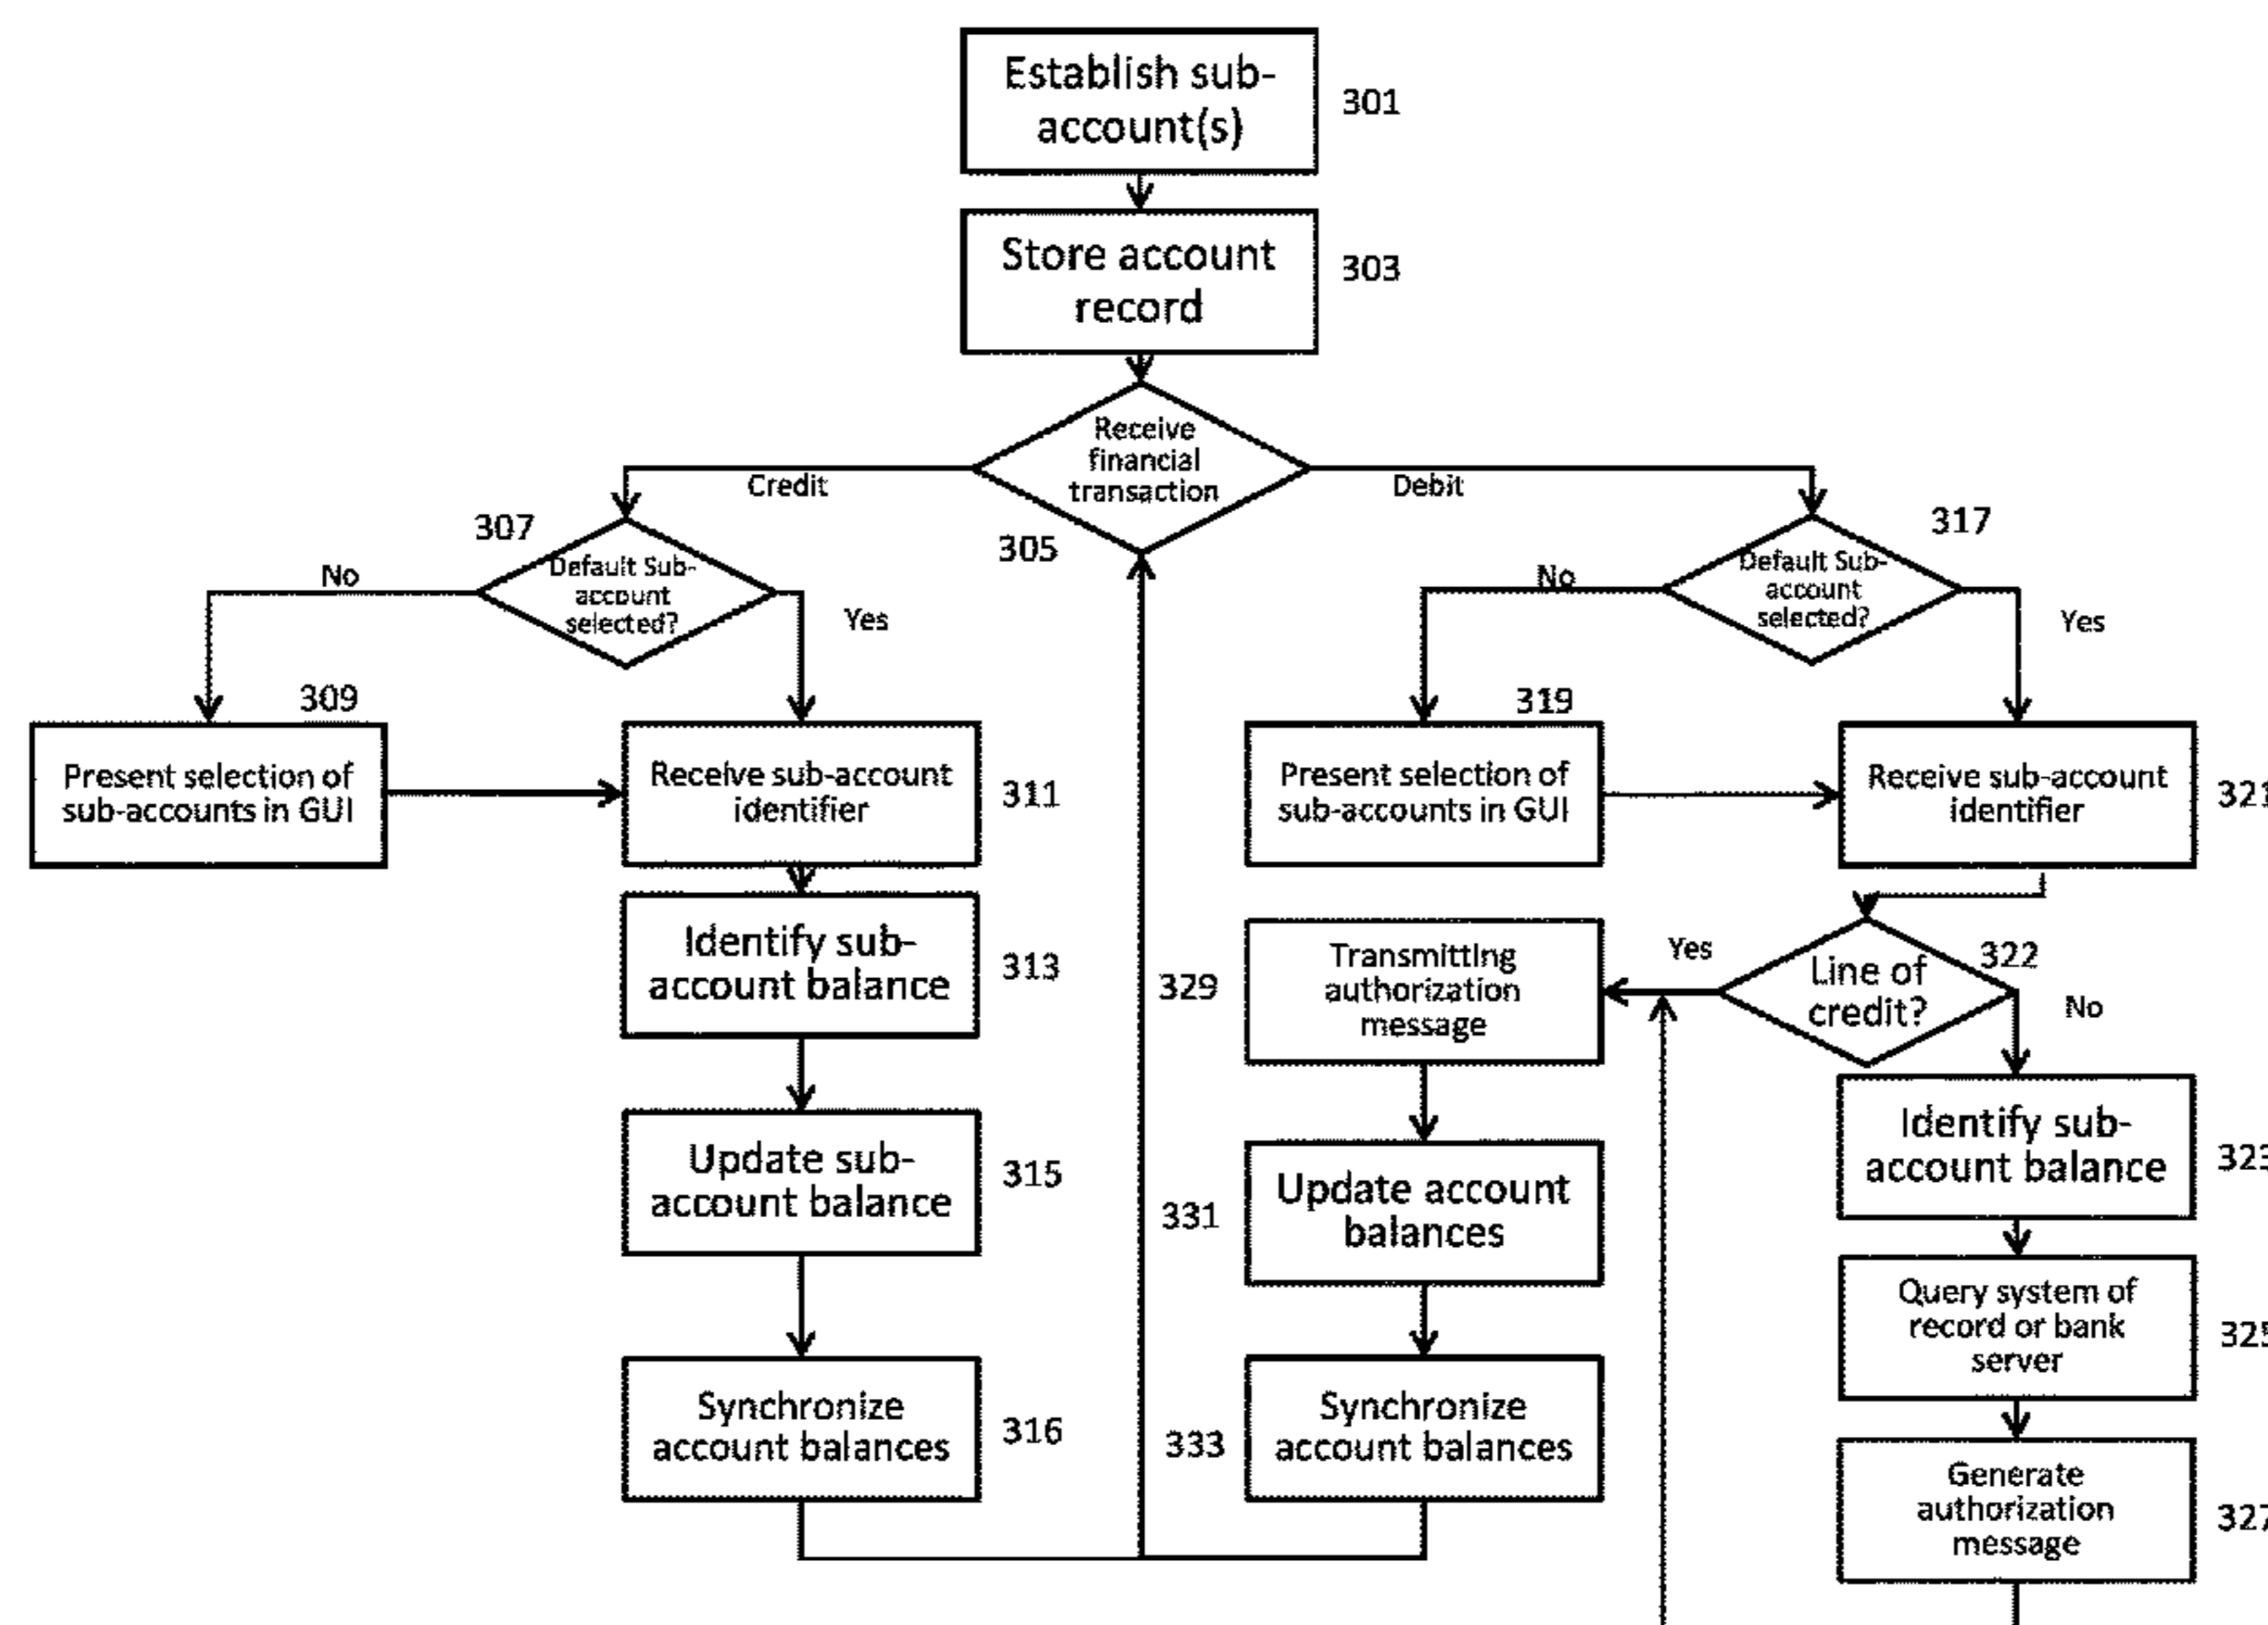 Establish sub-
account(s)
301
Store account
record
303
Receive
financial
transaction
305
Credit
Debit
307
Default Sub-
account
selected?
No
Yes
317
Default Sub-
account
selected?
No
Yes
309
Present selection of
sub-accounts in GUI
Receive sub-account
identifier
311
319
Present selection of
sub-accounts in GUI
Receive sub-account
identifier
321
Identify sub-
account balance
313
329
Transmitting
authorization
message
Yes
322
Line of
credit?
No
Update sub-
account balance
315
331
Update account
balances
Identify sub-
account balance
323
Query system of
record or bank
server
325
Synchronize
account balances
316
333
Synchronize
account balances
Generate
authorization
message
327